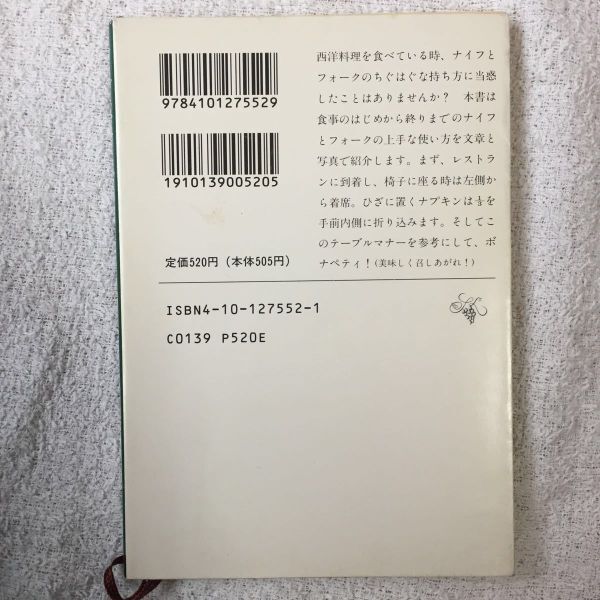 西洋料理を食べている時、ナイフと
フォークのちぐはぐな持ち方に当惑
したことはありませんか？ 本書は
食事のはじめから終りまでのナイフ
とフォークの上手な使い方を文章と
写真で紹介します。まず、レストラ
ンに到着し、椅子に座る時は左側か
ら着席。ひざに置くナプキンは⅓を
手前内側に折り込みます。そしてこ
のテーブルマナーを参考にして、ボ
ナペティ！(美味しく召しあがれ！)
9784101275529
1910139005205
定価520円（本体505円）
ISBN4-10-127552-1
C0139 P520E